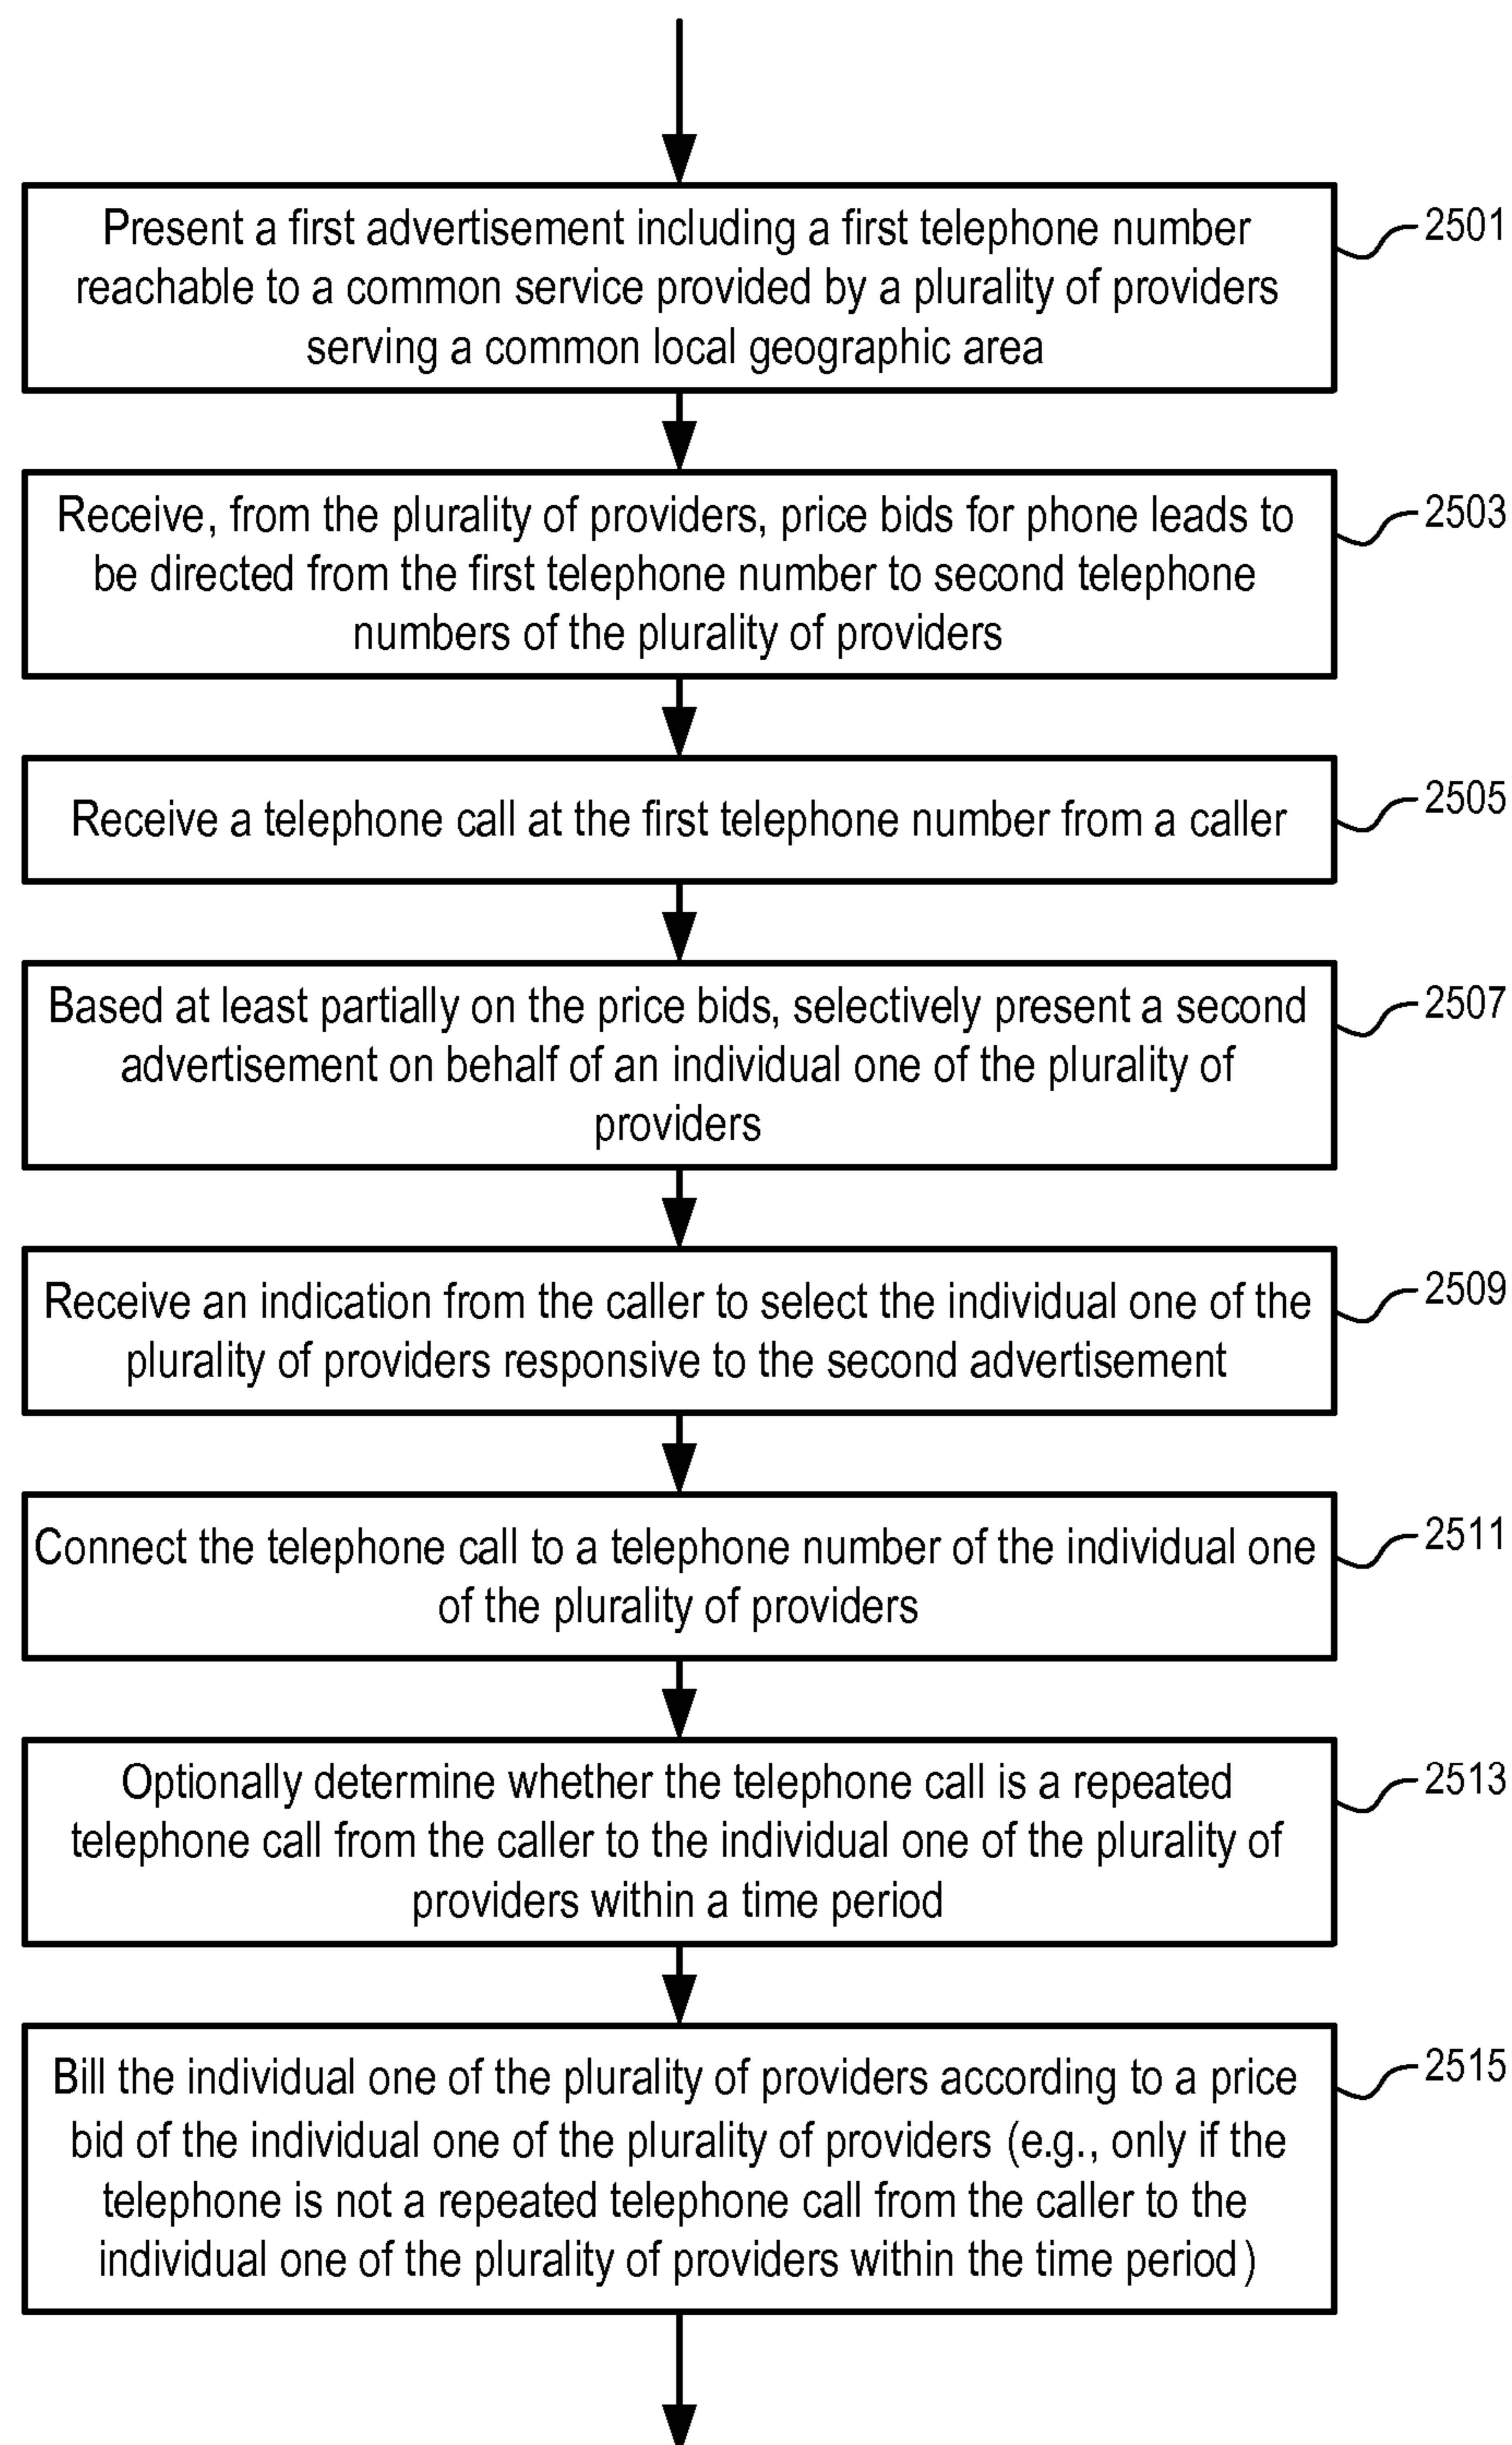 Present a first advertisement including a first telephone number
reachable to a common service provided by a plurality of providers
serving a common local geographic area
2501
Receive, from the plurality of providers, price bids for phone leads to
be directed from the first telephone number to second telephone
numbers of the plurality of providers
2503
Receive a telephone call at the first telephone number from a caller
2505
Based at least partially on the price bids, selectively present a second
advertisement on behalf of an individual one of the plurality of
providers
2507
Receive an indication from the caller to select the individual one of the
plurality of providers responsive to the second advertisement
2509
Connect the telephone call to a telephone number of the individual one
of the plurality of providers
2511
Optionally determine whether the telephone call is a repeated
telephone call from the caller to the individual one of the plurality of
providers within a time period
2513
Bill the individual one of the plurality of providers according to a price
bid of the individual one of the plurality of providers (e.g., only if the
telephone is not a repeated telephone call from the caller to the
individual one of the plurality of providers within the time period)
2515